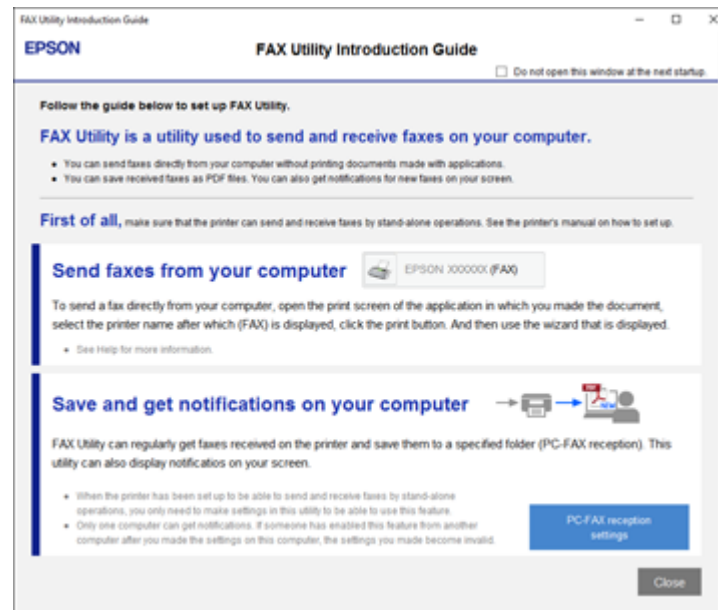 FAX Utility Introduction Guide
EPSON
FAX Utility Introduction Guide
Do not open this window at the next startup.
Follow the guide below to set up FAX Utility.
FAX Utility is a utility used to send and receive faxes on your computer.
You can send faxes directly from your computer without printing documents made with applications.
You can save received faxes as PDF files. You can also get notifications for new faxes on your screen.
First of all, make sure that the printer can send and receive faxes by stand-alone operations. See the printer's manual on how to set up.
Send faxes from your computer
EPSON XXXXXX (FAX)
To send a fax directly from your computer, open the print screen of the application in which you made the document,
select the printer name after which (FAX) is displayed, click the print button. And then use the wizard that is displayed.
See Help for more information.
Save and get notifications on your computer
PDF
NEW
FAX Utility can regularly get faxes received on the printer and save them to a specified folder (PC-FAX reception). This
utility can also display notificatios on your screen.
When the printer has been set up to be able to send and receive faxes by stand-alone
operations, you only need to make settings in this utility to be able to use this feature.
Only one computer can get notifications. If someone has enabled this feature from another
computer after you made the settings on this computer, the settings you made become invalid.
PC-FAX reception
settings
Close